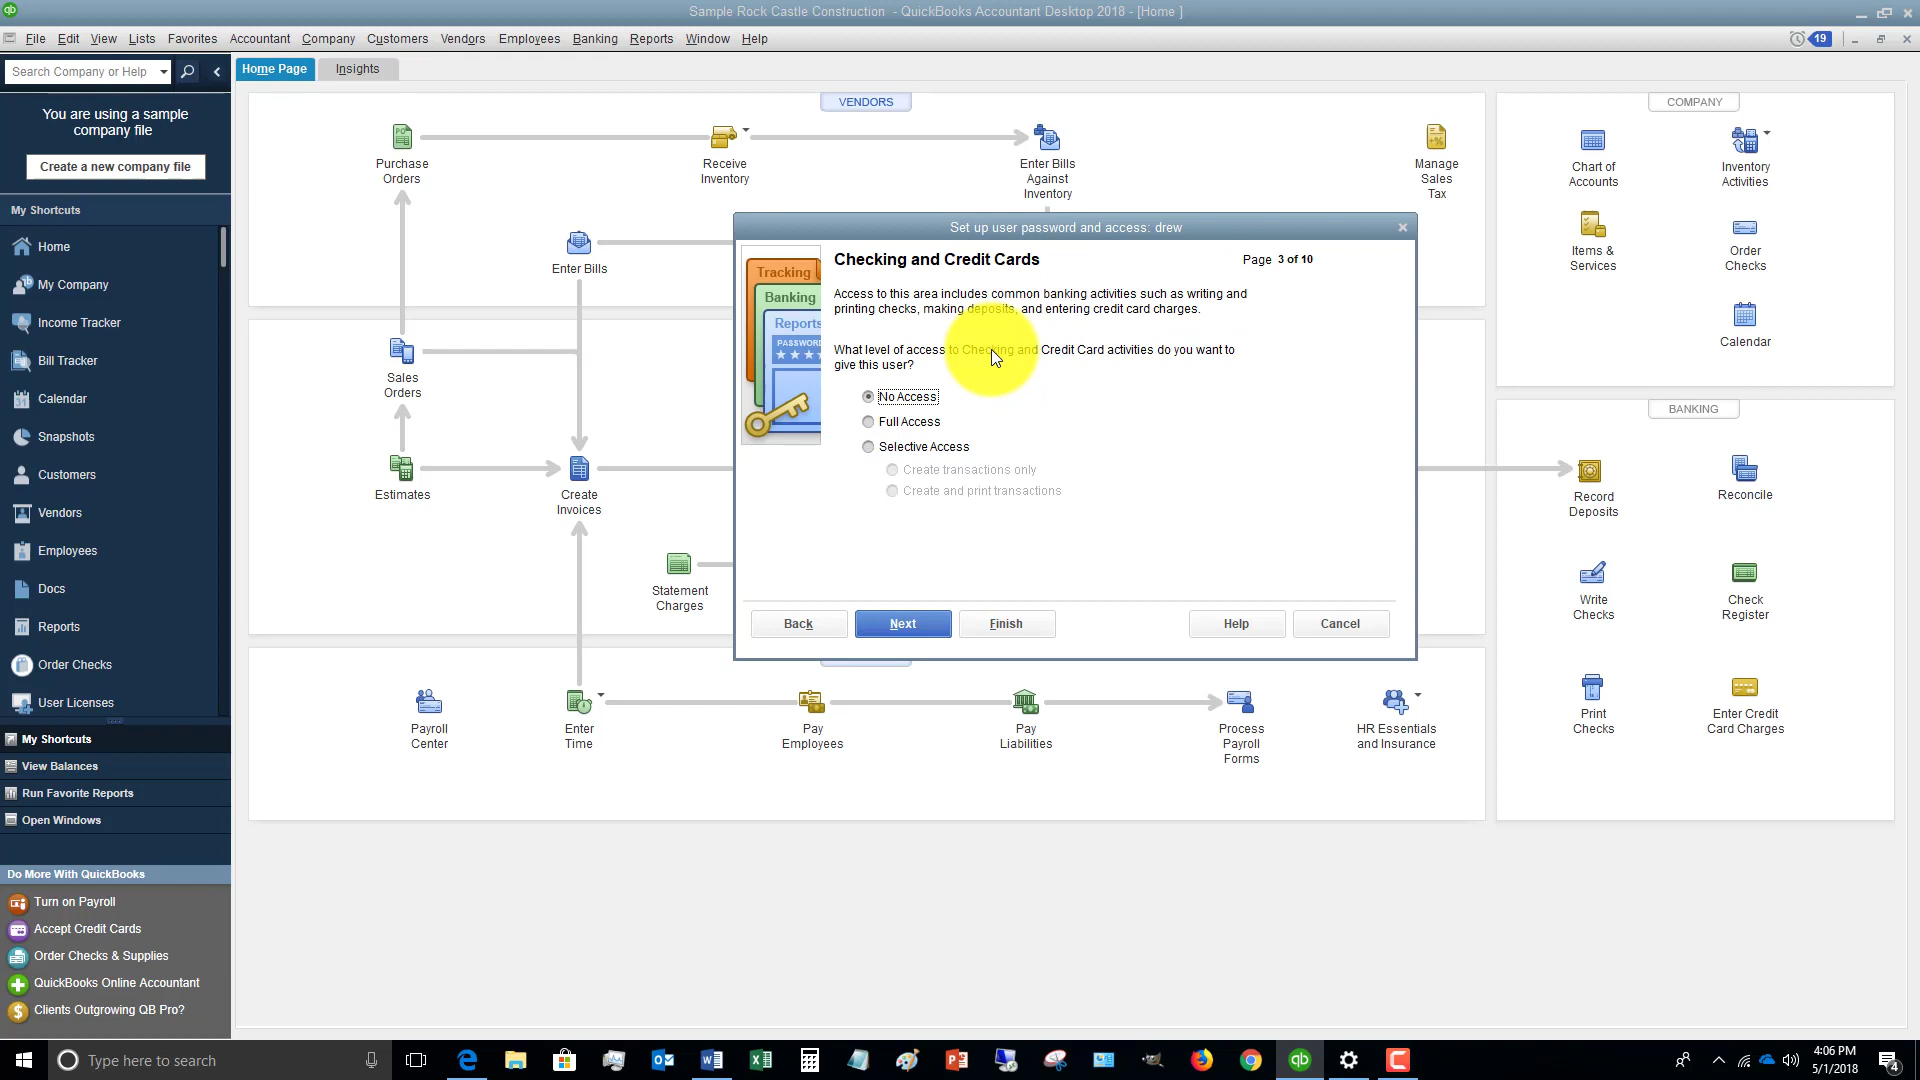 Sample Rock Castle Construction - QuickBooks Accountant Desktop 2018 - [Home ]
File Edit View Lists Favorites Accountant Company Customers Vendors Employees Banking Reports Window Help
19
Search Company or Help
Home Page
Insights
You are using a sample
company file
Create a new company file
My Shortcuts
Home
My Company
Income Tracker
Bill Tracker
Calendar
Snapshots
Customers
Vendors
Employees
Docs
Reports
Order Checks
User Licenses
My Shortcuts
View Balances
Run Favorite Reports
Open Windows
Do More With QuickBooks
Turn on Payroll
Accept Credit Cards
Order Checks & Supplies
QuickBooks Online Accountant
Clients Outgrowing QB Pro?
VENDORS
Purchase
Orders
Receive
Inventory
Enter Bills
Against
Inventory
Manage
Sales
Tax
Enter Bills
Sales
Orders
Estimates
Create
Invoices
Statement
Charges
Payroll
Center
Enter
Time
Pay
Employees
Pay
Liabilities
Process
Payroll
Forms
HR Essentials
and Insurance
COMPANY
Chart of
Accounts
Inventory
Activities
Items &
Services
Order
Checks
Calendar
BANKING
Record
Deposits
Reconcile
Write
Checks
Check
Register
Print
Checks
Enter Credit
Card Charges
Set up user password and access: drew
Tracking
Banking
Reports
PASSWORD
Checking and Credit Cards
Page 3 of 10
Access to this area includes common banking activities such as writing and
printing checks, making deposits, and entering credit card charges.
What level of access to Checking and Credit Card activities do you want to
give this user?
No Access
Full Access
Selective Access
Create transactions only
Create and print transactions
Back
Next
Finish
Help
Cancel
Type here to search
4:06 PM
5/1/2018
4